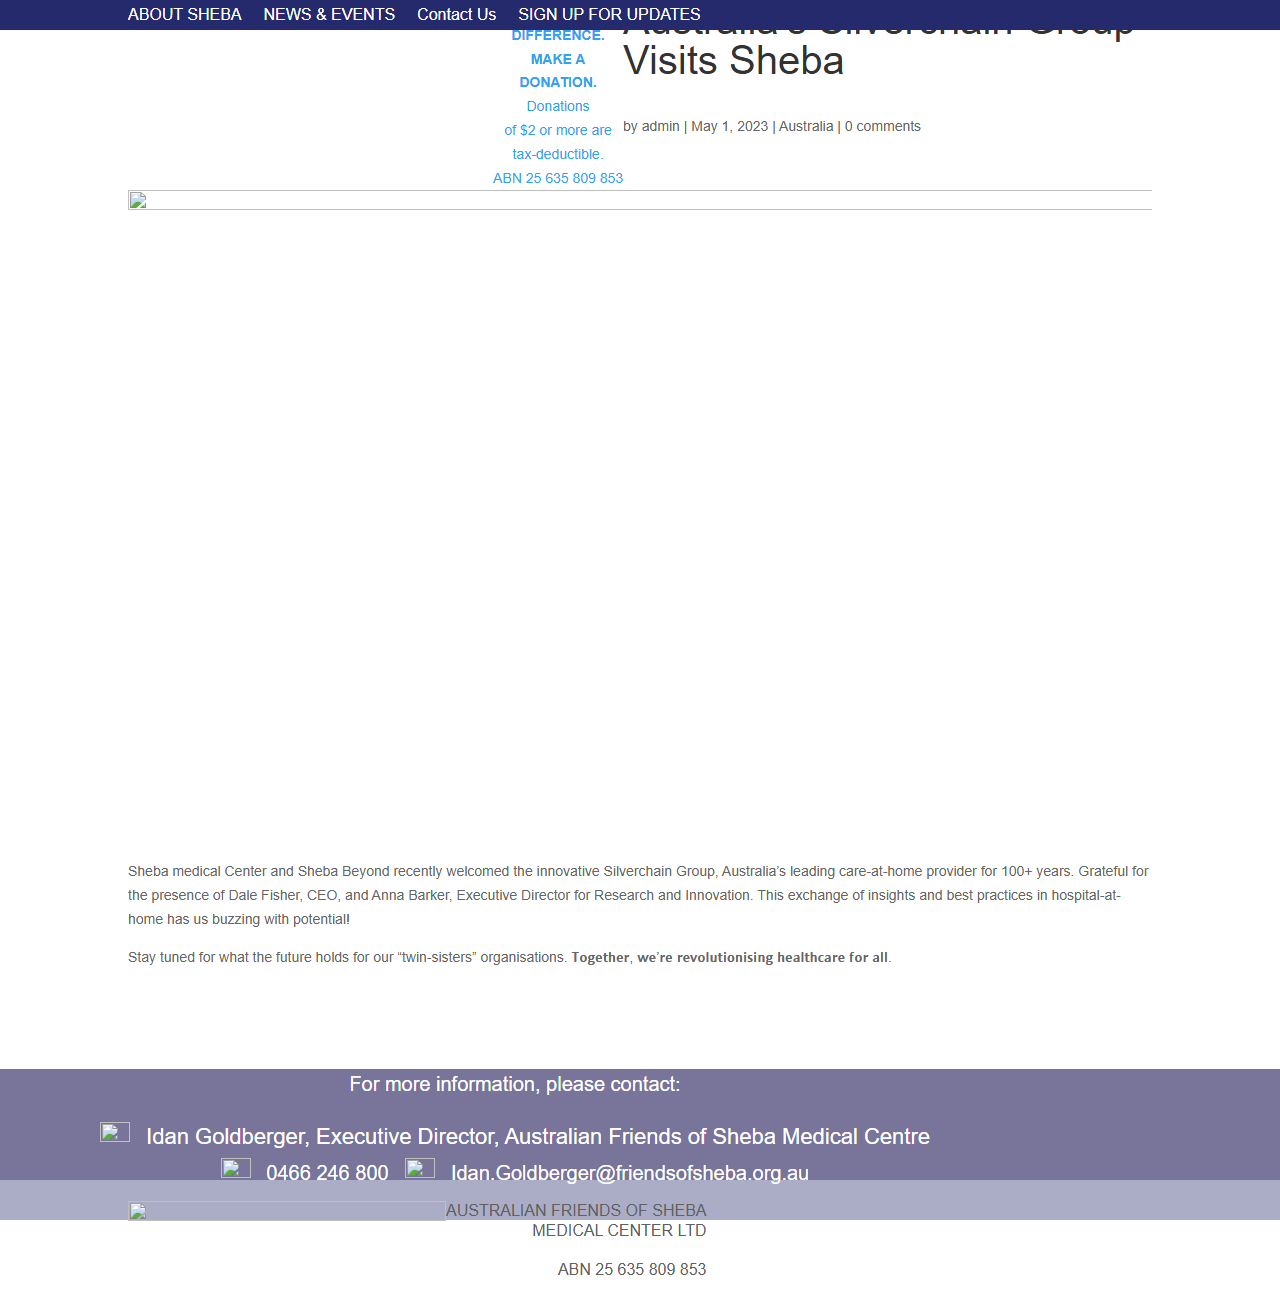 ABOUT SHEBA NEWS & EVENTS Contact Us SIGN UP FOR UPDATES
DIFFERENCE.
MAKE A
DONATION.
Donations
of $2 or more are
tax-deductible.
ABN 25 635 809 853
Australia's Silverchain Group
Visits Sheba
by admin | May 1, 2023 | Australia | 0 comments
Sheba medical Center and Sheba Beyond recently welcomed the innovative Silverchain Group, Australia’s leading care-at-home provider for 100+ years. Grateful for
the presence of Dale Fisher, CEO, and Anna Barker, Executive Director for Research and Innovation. This exchange of insights and best practices in hospital-at-
home has us buzzing with potential!
Stay tuned for what the future holds for our “twin-sisters” organisations. Together, we’re revolutionising healthcare for all.
For more information, please contact:
Idan Goldberger, Executive Director, Australian Friends of Sheba Medical Centre
0466 246 800 Idan.Goldberger@friendsofsheba.org.au
AUSTRALIAN FRIENDS OF SHEBA
MEDICAL CENTER LTD
ABN 25 635 809 853